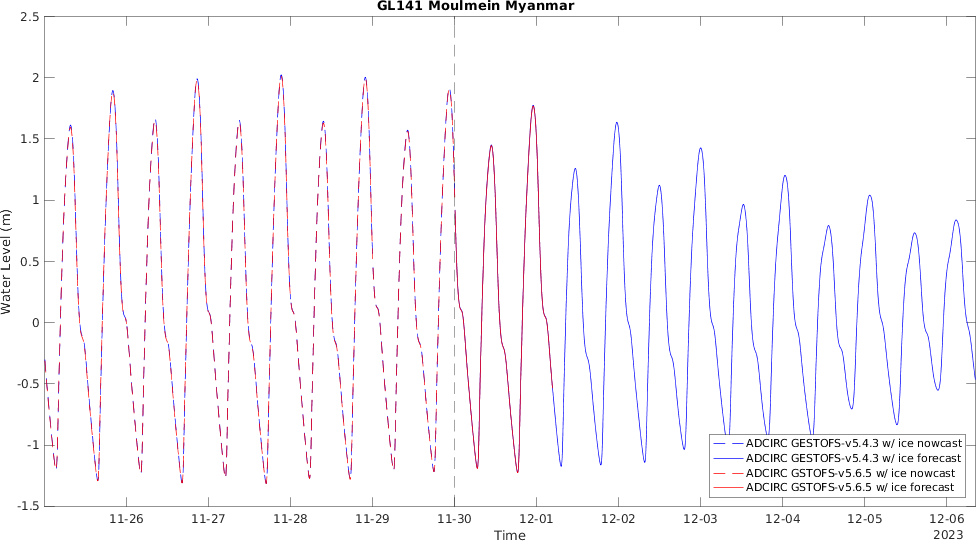 GL141 Moulmein Myanmar
2.5
2
1.5
1
0.5
0
-0.5
-1
-1.5
Water Level (m)
ADCIRC GESTOFS-v5.4.3 w/ ice nowcast
ADCIRC GESTOFS-v5.4.3 w/ ice forecast
ADCIRC GSTOFS-v5.6.5 w/ ice nowcast
ADCIRC GSTOFS-v5.6.5 w/ ice forecast
11-26 11-27 11-28 11-29 11-30 12-01 12-02 12-03 12-04 12-05 12-06
Time 2023